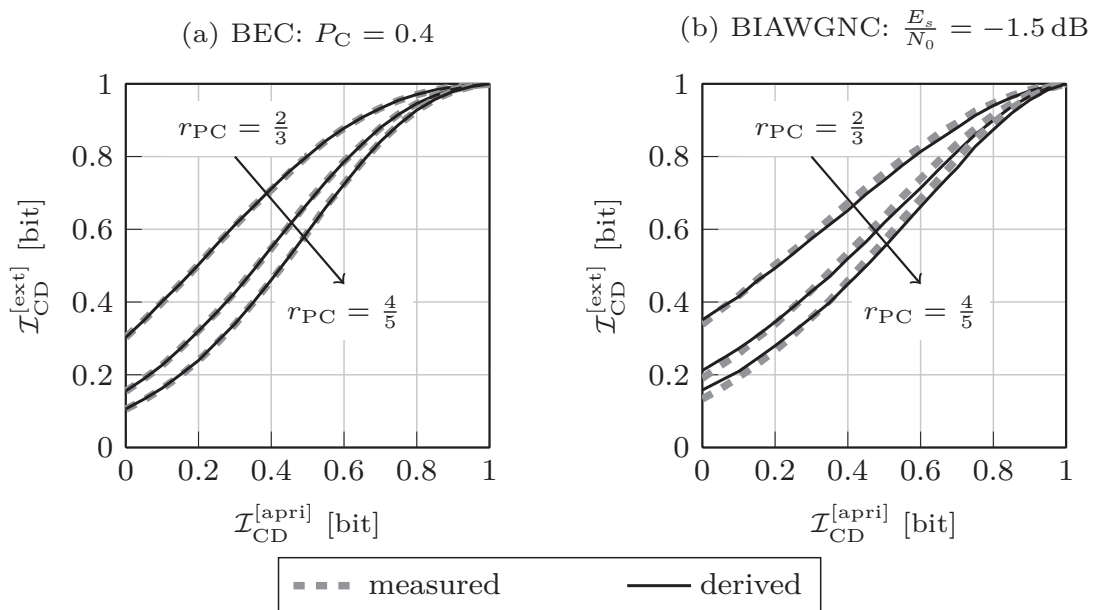 (a) BEC: P_C = 0.4
1
0.8
0.6
0.4
0.2
0
0 0.2 0.4 0.6 0.8 1
r_PC = 2/3
r_PC = 4/5
I_CD^[ext] [bit]
I_CD^[apri] [bit]
(b) BIAWGNC: E_s/N_0 = −1.5 dB
1
0.8
0.6
0.4
0.2
0
0 0.2 0.4 0.6 0.8 1
r_PC = 2/3
r_PC = 4/5
I_CD^[ext] [bit]
I_CD^[apri] [bit]
measured
derived